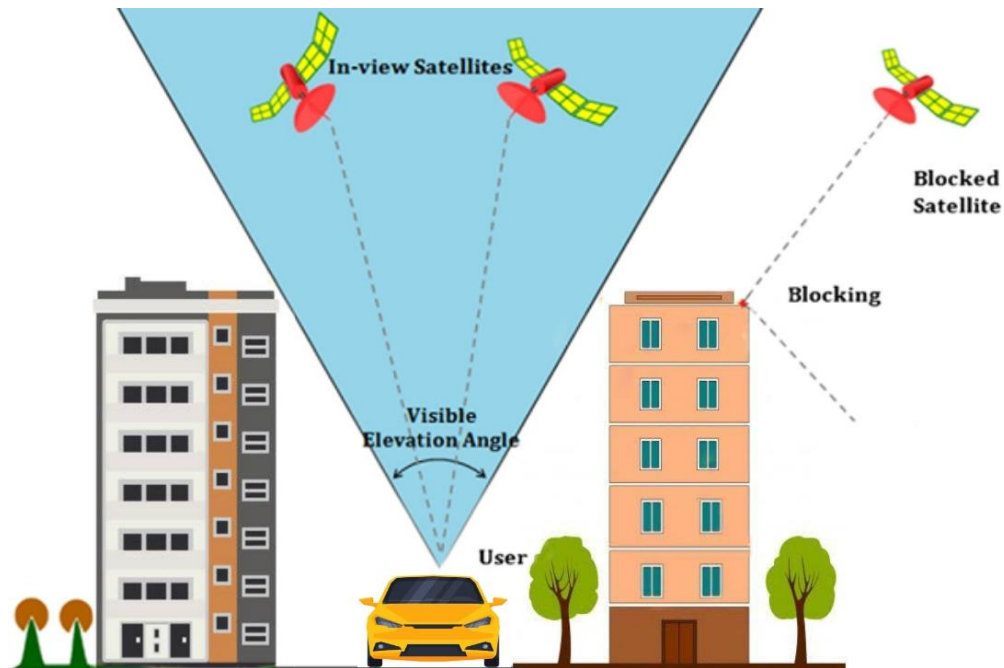 In-view Satellites
Blocked
Satellite
Blocking
Visible
Elevation Angle
User